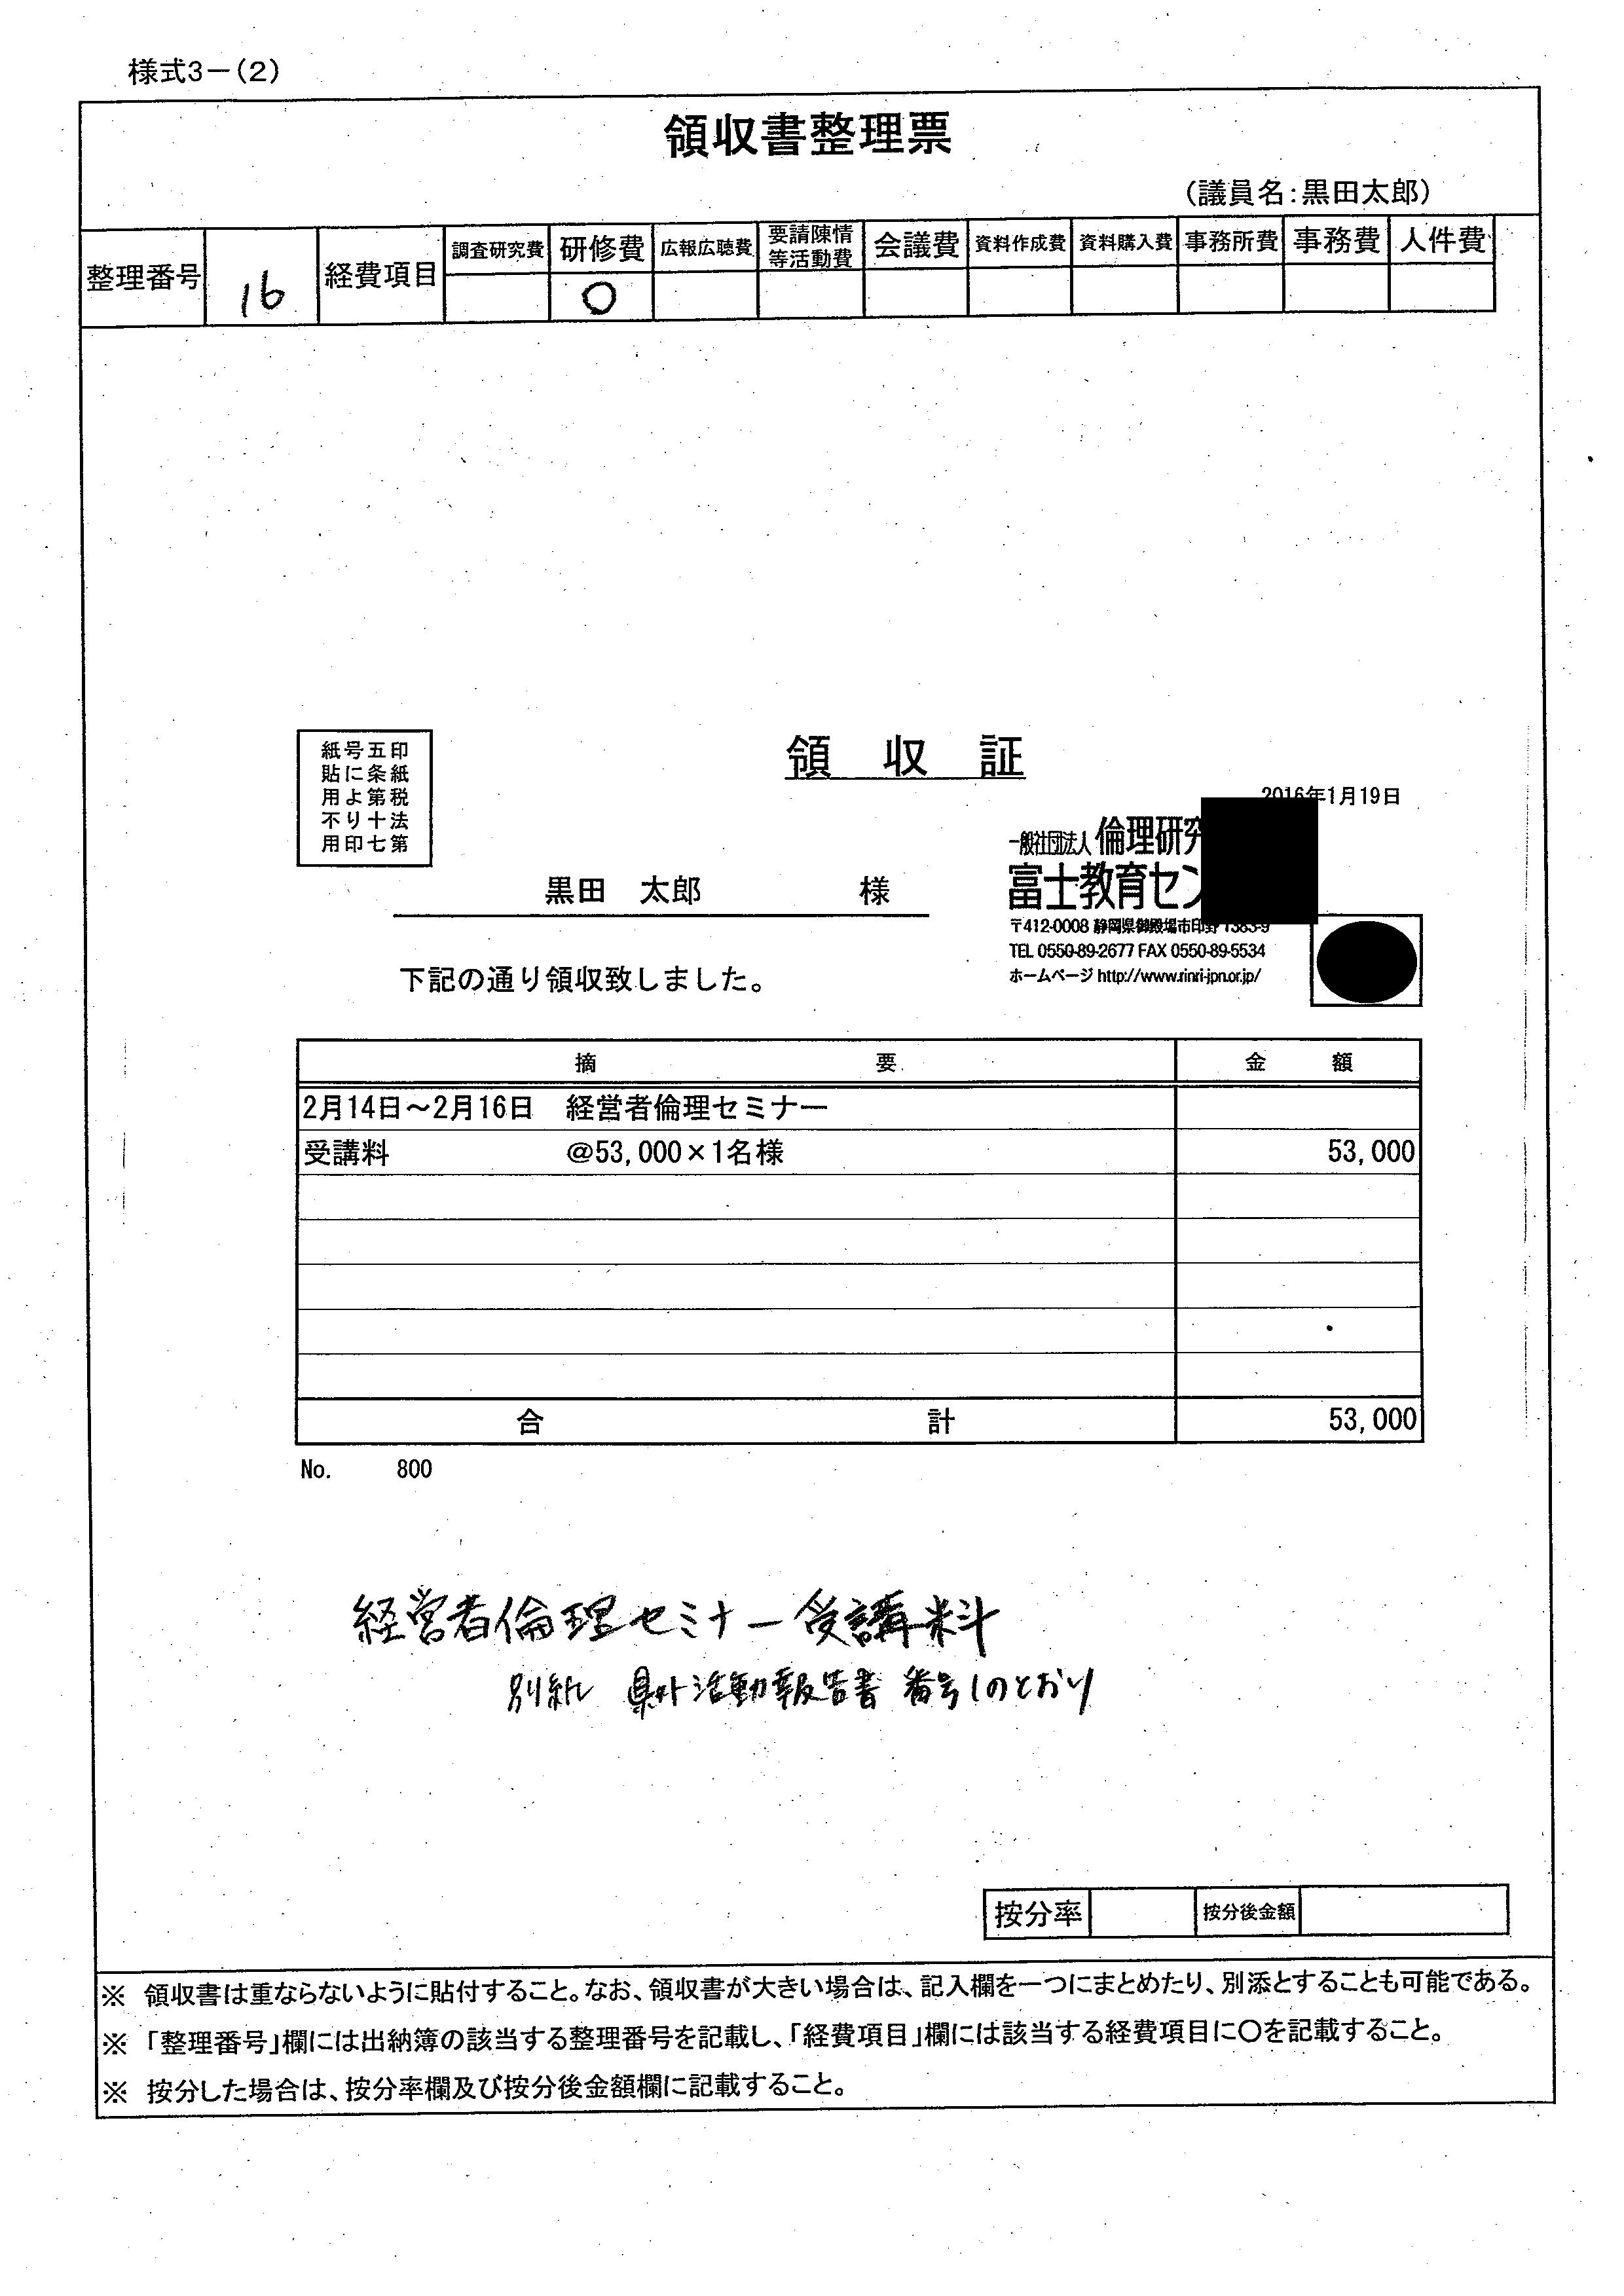 様式3－（2）
領収書整理票
（議員名：黒田太郎）
整理番号 16 経費項目 調査研究費 研修費 広報広聴費 要請陳情等活動費 会議費 資料作成費 資料購入費 事務所費 事務費 人件費
○
印紙税法第
五条第十七
号により印
紙貼用不用
領収証
2016年1月19日
一般社団法人 倫理研究
富士教育セン
黒田 太郎 様
〒412-0008 静岡県御殿場市印野 1383-9
TEL 0550-89-2677 FAX 0550-89-5534
ホームページ http://www.rinri-jpn.or.jp/
下記の通り領収致しました。
摘要 金額
2月14日～2月16日 経営者倫理セミナー
受講料 @53,000×1名様 53,000
合計 53,000
No. 800
経営者倫理セミナー受講料
別紙 県外活動報告書 番号1のとおり
按分率 按分後金額
※ 領収書は重ならないように貼付すること。なお、領収書が大きい場合は、記入欄を一つにまとめたり、別添とすることも可能である。
※ 「整理番号」欄には出納簿の該当する整理番号を記載し、「経費項目」欄には該当する経費項目に○を記載すること。
※ 按分した場合は、按分率欄及び按分後金額欄に記載すること。